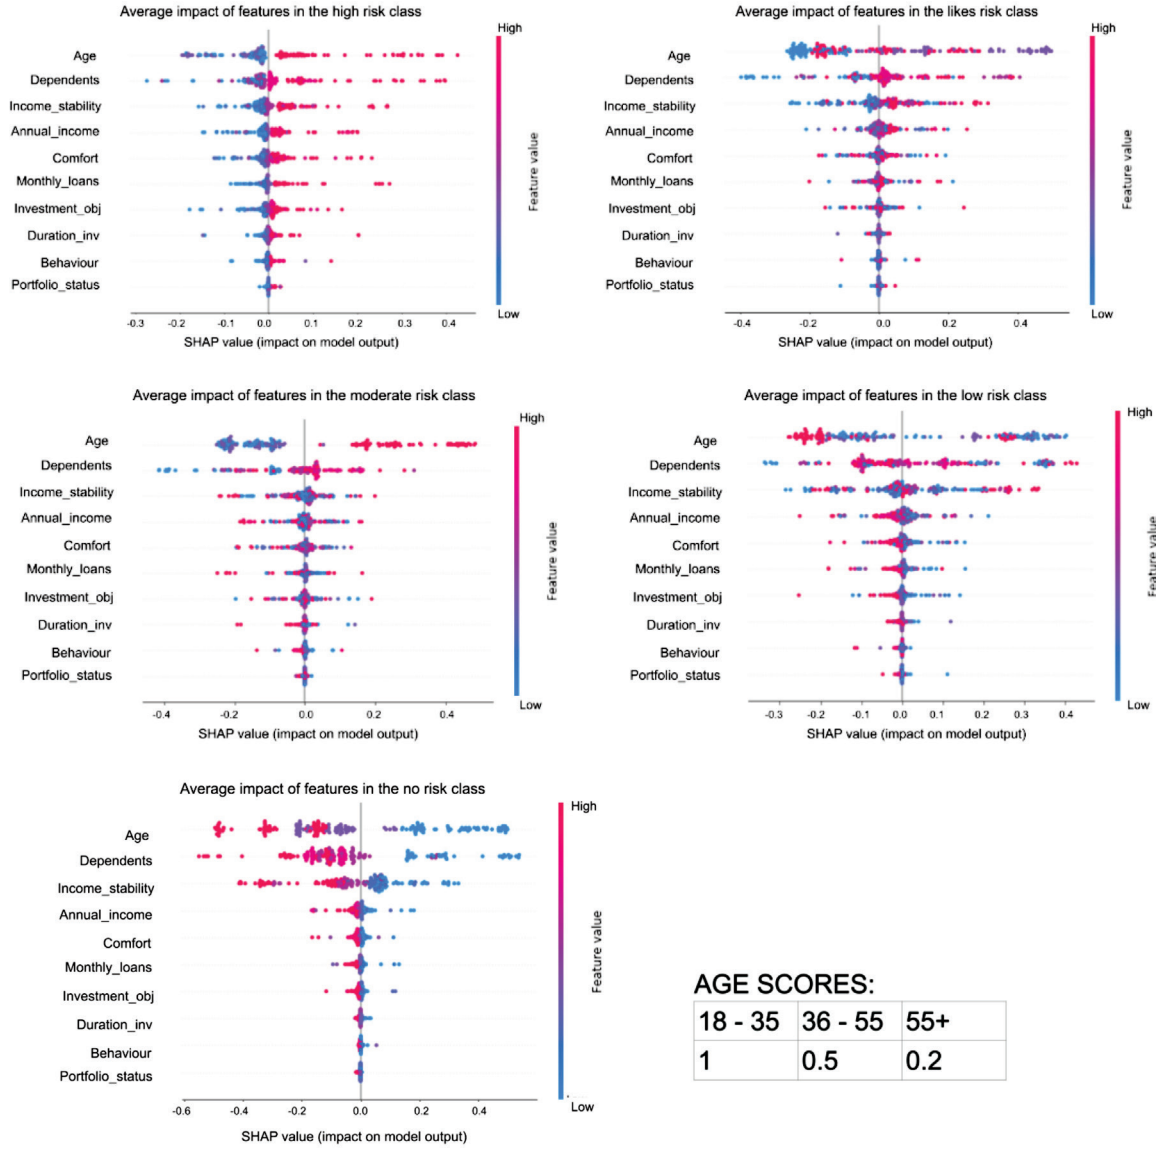 Average impact of features in the high risk class
High
Age
Dependents
Income_stability
Annual_income
Comfort
Monthly_loans
Investment_obj
Duration_inv
Behaviour
Portfolio_status
Feature value
Low
-0.3 -0.2 -0.1 0.0 0.1 0.2 0.3 0.4
SHAP value (impact on model output)
Average impact of features in the likes risk class
High
Age
Dependents
Income_stability
Annual_income
Comfort
Monthly_loans
Investment_obj
Duration_inv
Behaviour
Portfolio_status
Feature value
Low
-0.4 -0.2 0.0 0.2 0.4
SHAP value (impact on model output)
Average impact of features in the moderate risk class
High
Age
Dependents
Income_stability
Annual_income
Comfort
Monthly_loans
Investment_obj
Duration_inv
Behaviour
Portfolio_status
Feature value
Low
-0.4 -0.2 0.0 0.2 0.4
SHAP value (impact on model output)
Average impact of features in the low risk class
High
Age
Dependents
Income_stability
Annual_income
Comfort
Monthly_loans
Investment_obj
Duration_inv
Behaviour
Portfolio_status
Feature value
Low
-0.3 -0.2 -0.1 0.0 0.1 0.2 0.3 0.4
SHAP value (impact on model output)
Average impact of features in the no risk class
High
Age
Dependents
Income_stability
Annual_income
Comfort
Monthly_loans
Investment_obj
Duration_inv
Behaviour
Portfolio_status
Feature value
Low
-0.6 -0.4 -0.2 0.0 0.2 0.4
SHAP value (impact on model output)
AGE SCORES:
18 - 35 36 - 55 55+
1 0.5 0.2